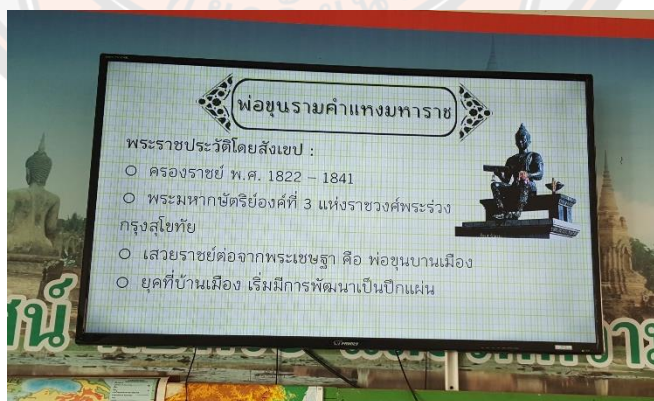 พ่อขุนรามคำแหงมหาราช
พระราชประวัติโดยสังเขป :
○ ครองราชย์ พ.ศ. 1822 – 1841
○ พระมหากษัตริย์องค์ที่ 3 แห่งราชวงศ์พระร่วง
กรุงสุโขทัย
○ เสวยราชย์ต่อจากพระเชษฐา คือ พ่อขุนบานเมือง
○ ยุคที่บ้านเมือง เริ่มมีการพัฒนาเป็นปึกแผ่น